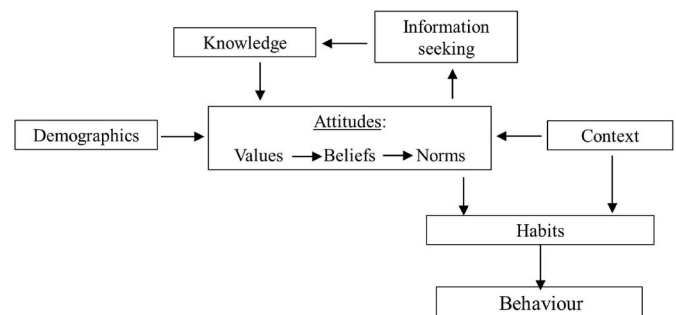 Information
seeking
Knowledge
Attitudes:
Demographics
Context
Values Beliefs Norms
Habits
Behaviour